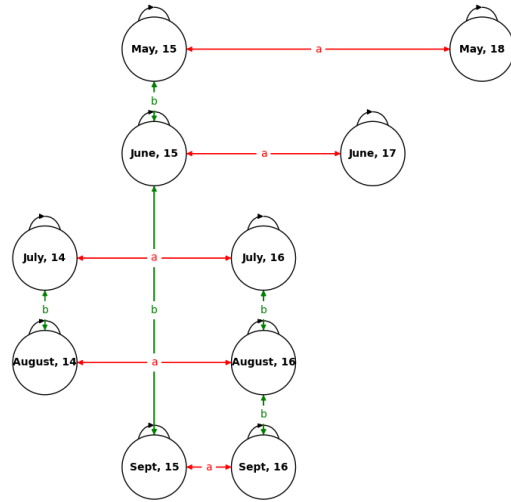 May, 15 a May, 18
b
June, 15 a June, 17
July, 14 a July, 16
b b b
August, 14 a August, 16
b
Sept, 15 a Sept, 16